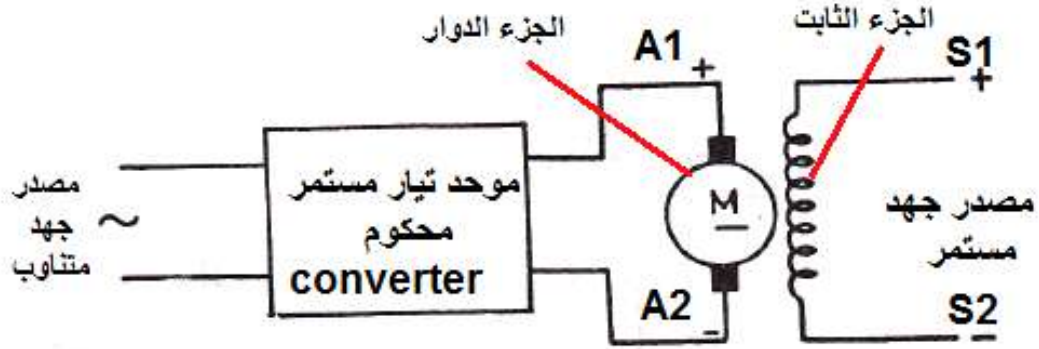 الجزء الدوار
الجزء الثابت
A1
+
S1
+
مصدر
جهد
متناوب
~
موحد تيار مستمر
محكوم
converter
M
مصدر جهد
مستمر
A2
-
S2
-